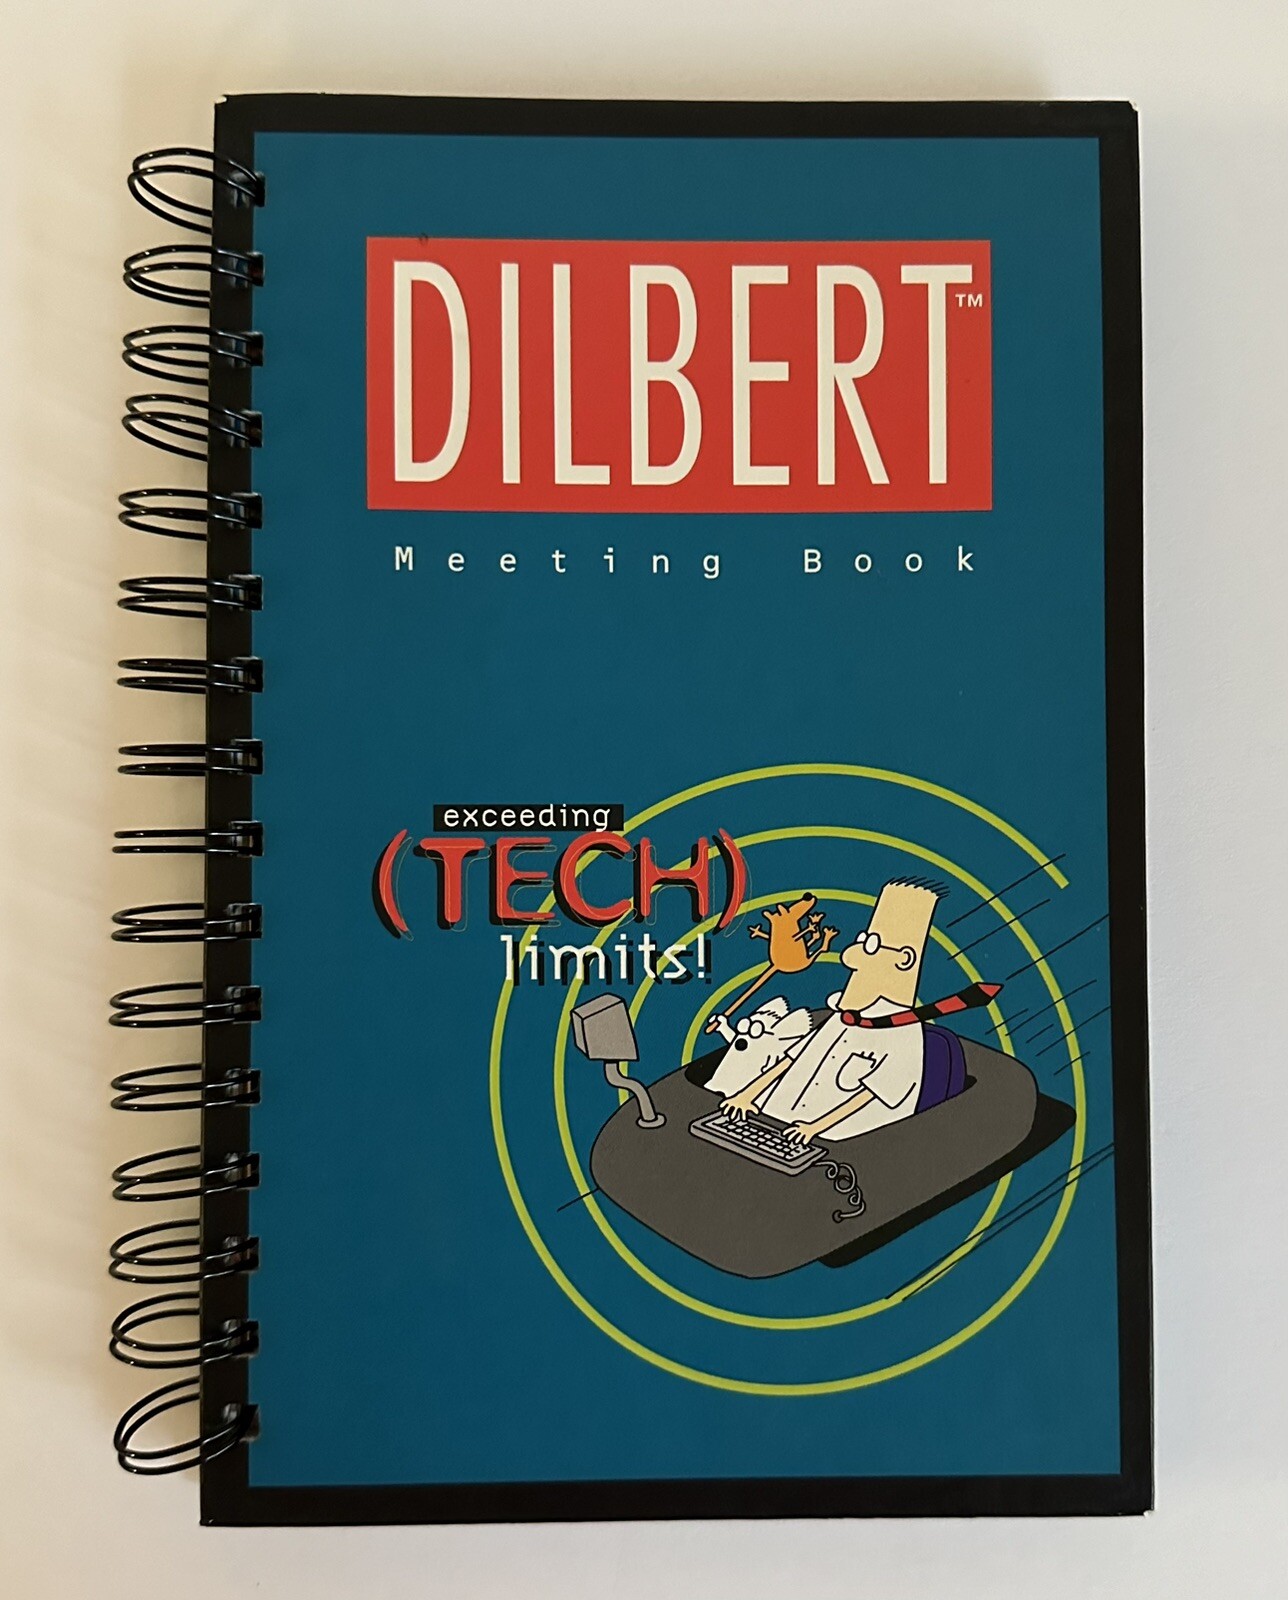 DILBERT™
Meeting Book
exceeding
(TECH)
limits!